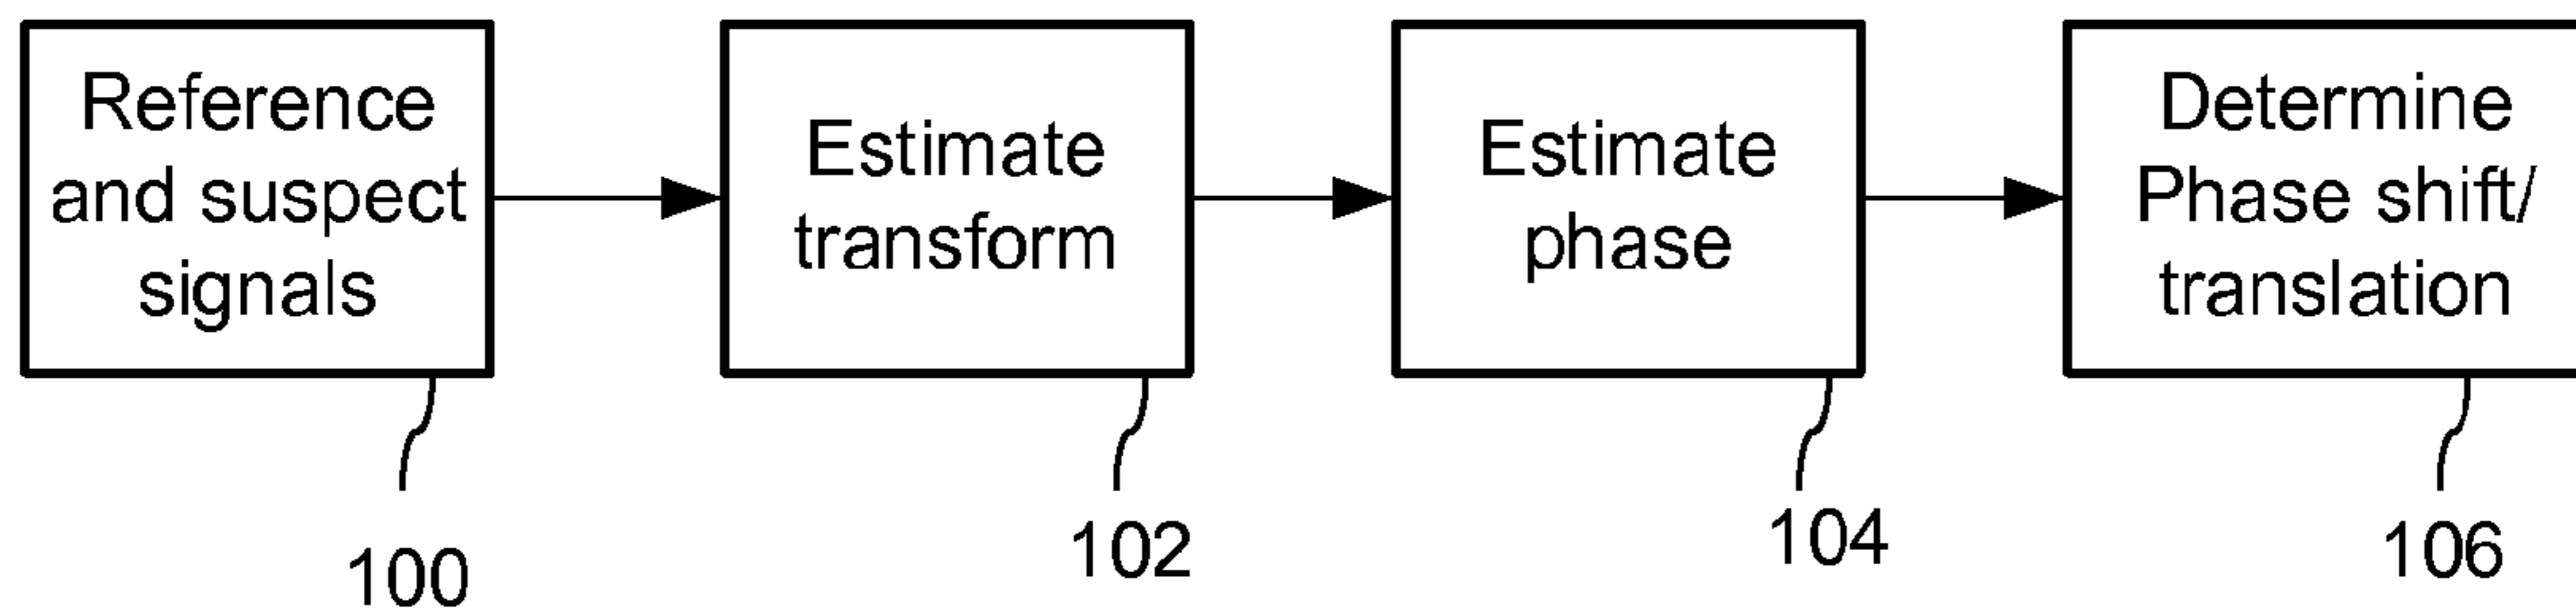 Reference
and suspect
signals
Estimate
transform
Estimate
phase
Determine
Phase shift/
translation
100
102
104
106